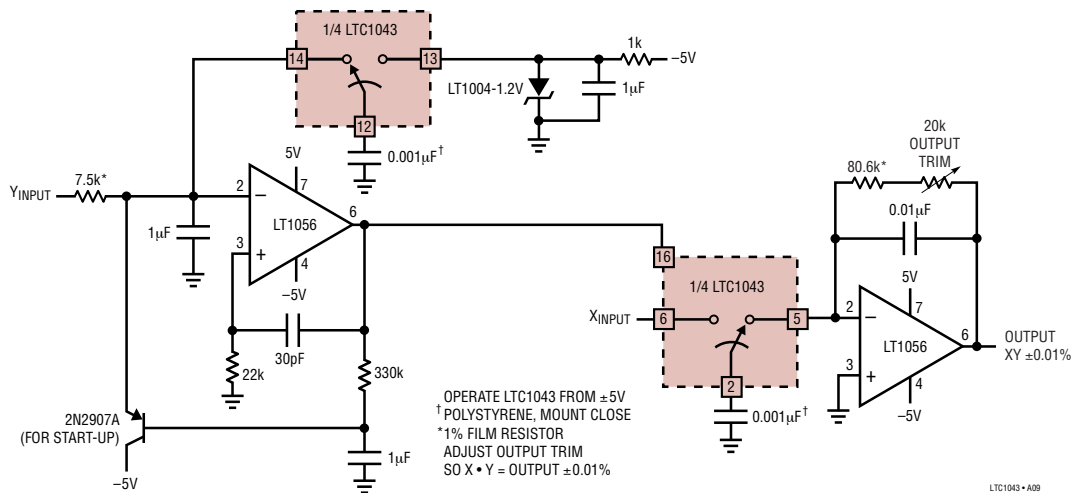 1/4 LTC1043
14
13
12
1k
–5V
LT1004-1.2V
1µF
0.001µF†
YINPUT
7.5k*
1µF
5V
2
–
7
LT1056
6
3
+
4
–5V
30pF
22k
330k
2N2907A
(FOR START-UP)
–5V
1µF
OPERATE LTC1043 FROM ±5V
†POLYSTYRENE, MOUNT CLOSE
*1% FILM RESISTOR
ADJUST OUTPUT TRIM
SO X • Y = OUTPUT ±0.01%
16
1/4 LTC1043
XINPUT
6
5
2
0.001µF†
20k
OUTPUT
TRIM
80.6k*
0.01µF
5V
2
–
7
LT1056
6
3
+
4
–5V
OUTPUT
XY ±0.01%
LTC1043 • A09